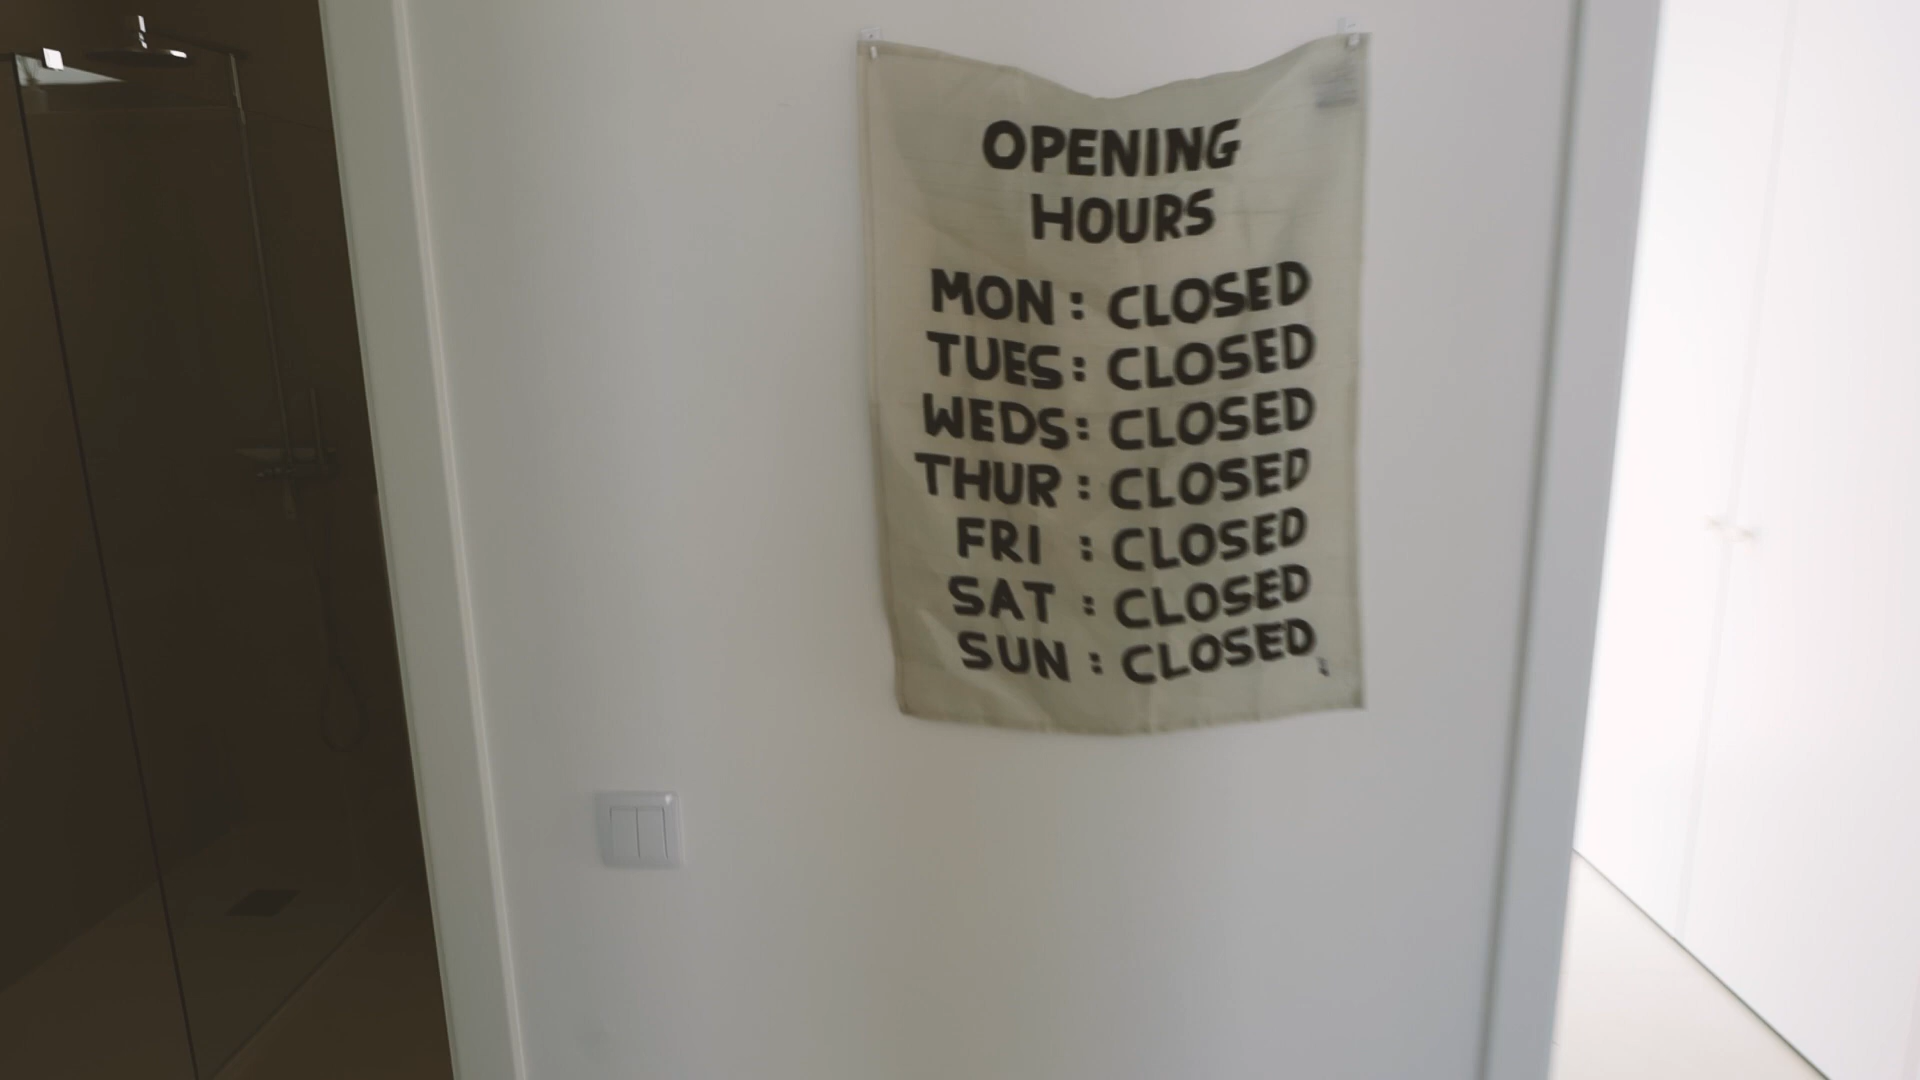 OPENING
HOURS
MON : CLOSED
TUES : CLOSED
WEDS : CLOSED
THUR : CLOSED
FRI : CLOSED
SAT : CLOSED
SUN : CLOSED